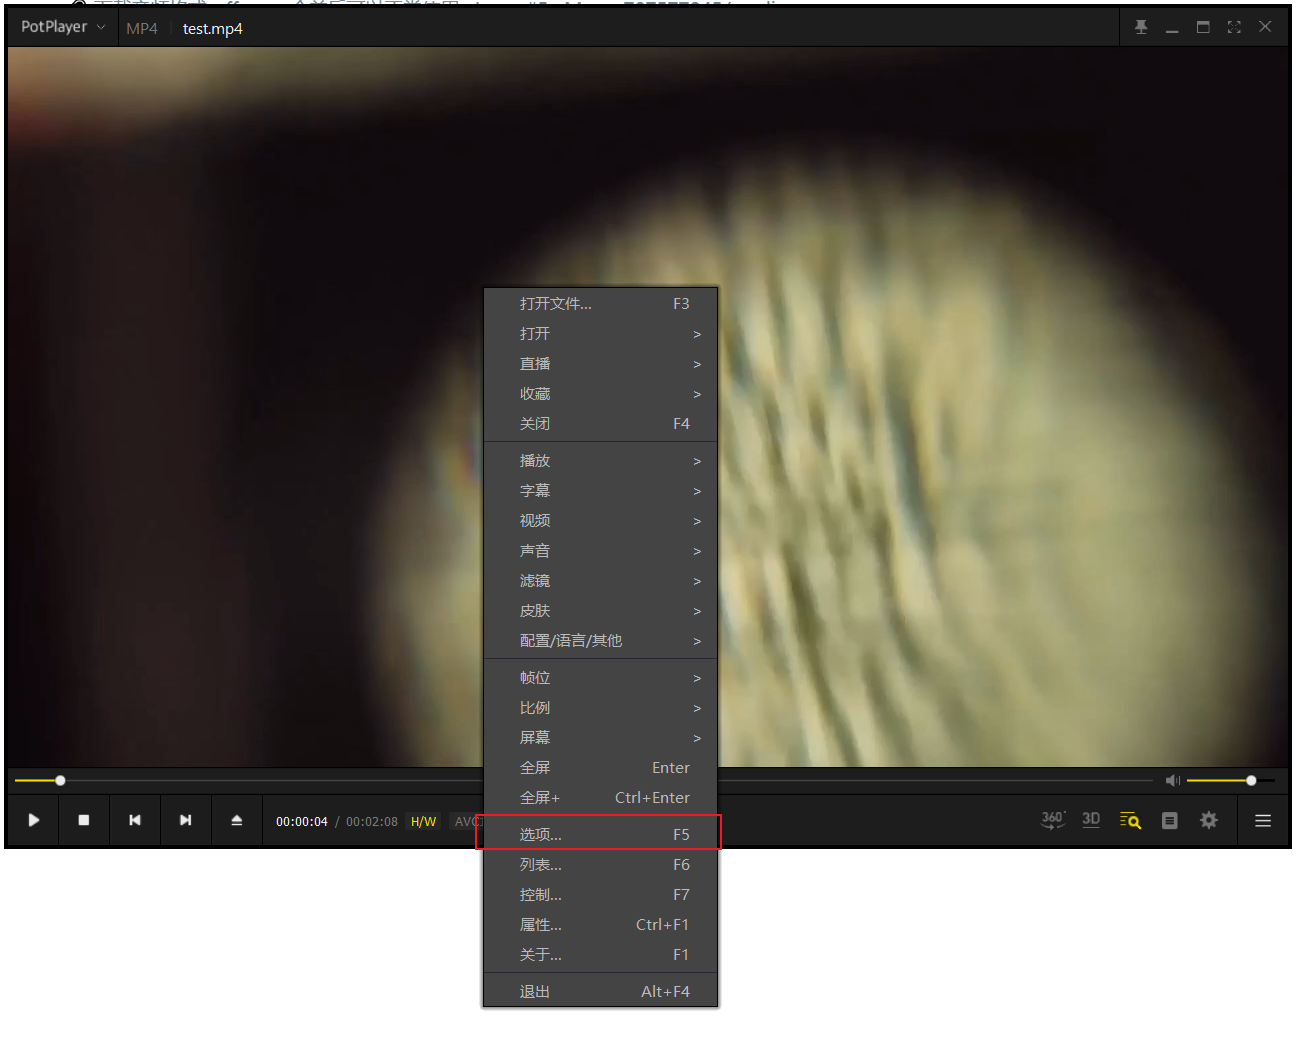 PotPlayer MP4 test.mp4
打开文件... F3
打开 >
直播 >
收藏 >
关闭 F4
播放 >
字幕 >
视频 >
声音 >
滤镜 >
皮肤 >
配置/语言/其他 >
帧位 >
比例 >
屏幕 >
全屏 Enter
全屏+ Ctrl+Enter
选项... F5
列表... F6
控制... F7
属性... Ctrl+F1
关于... F1
退出 Alt+F4
00:00:04 / 00:02:08 H/W AVC
360° 3D